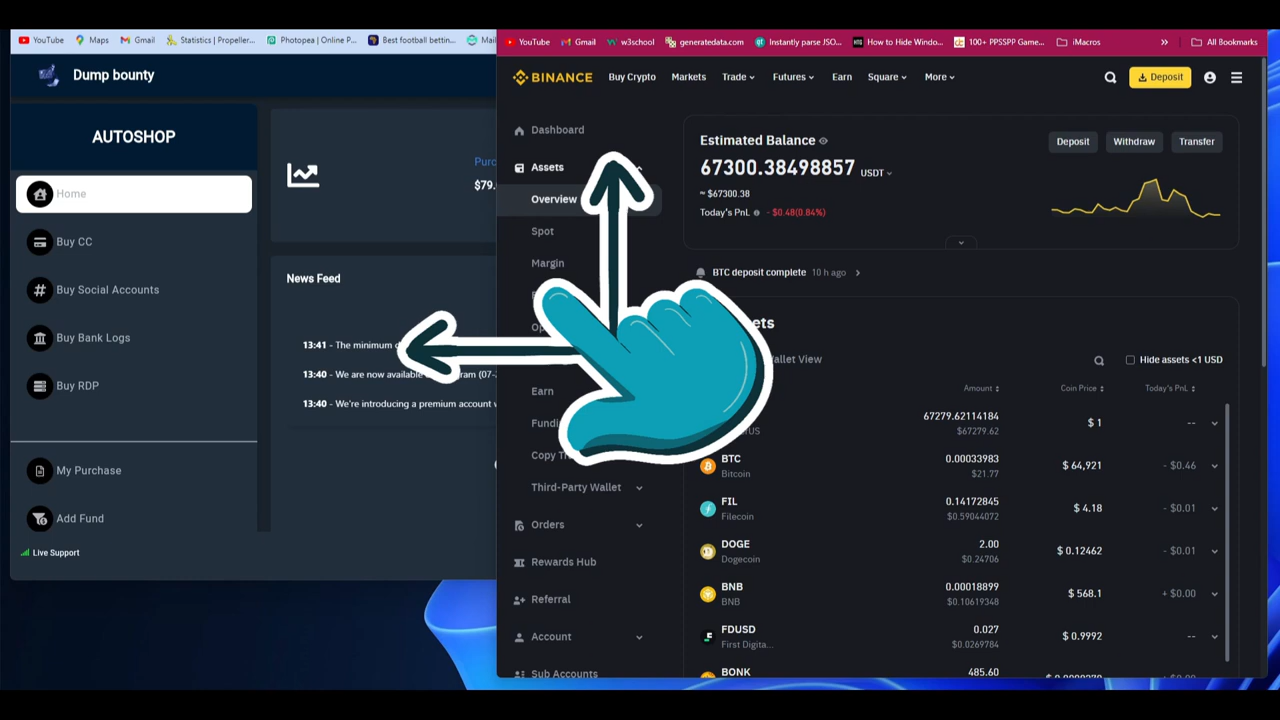 YouTube
Maps
Gmail
Statistics | Propeller...
Photopea | Online P...
Best football bettin...
Mail
Dump bounty
AUTOSHOP
Home
Buy CC
Buy Social Accounts
Buy Bank Logs
Buy RDP
My Purchase
Add Fund
Live Support
$79.
News Feed
13:41 - The minimum
13:40 - We are now available
13:40 - We're introducing a premium account
YouTube
Gmail
w3school
generatedata.com
Instantly parse JSO...
How to Hide Windo...
100+ PPSSPP Game...
iMacros
All Bookmarks
BINANCE
Buy Crypto
Markets
Trade
Futures
Earn
Square
More
Deposit
Dashboard
Assets
Overview
Spot
Margin
Earn
Third-Party Wallet
Orders
Rewards Hub
Referral
Account
Sub Accounts
Estimated Balance
67300.38498857 USDT
≈ $67300.38
Today's PnL - $0.48(0.84%)
Deposit
Withdraw
Transfer
BTC deposit complete 10 h ago
Hide assets <1 USD
Amount
Coin Price
Today's PnL
67279.62114184 $ 1 --
$67279.62
BTC 0.00033983 $ 64,921 - $0.46
Bitcoin $21.77
FIL 0.14172845 $ 4.18 - $0.01
Filecoin $0.59044072
DOGE 2.00 $ 0.12462 - $0.01
Dogecoin $0.24706
BNB 0.00018899 $ 568.1 + $0.00
BNB $0.10619348
FDUSD 0.027 $ 0.9992 --
First Digita... $0.0269784
BONK 485.60